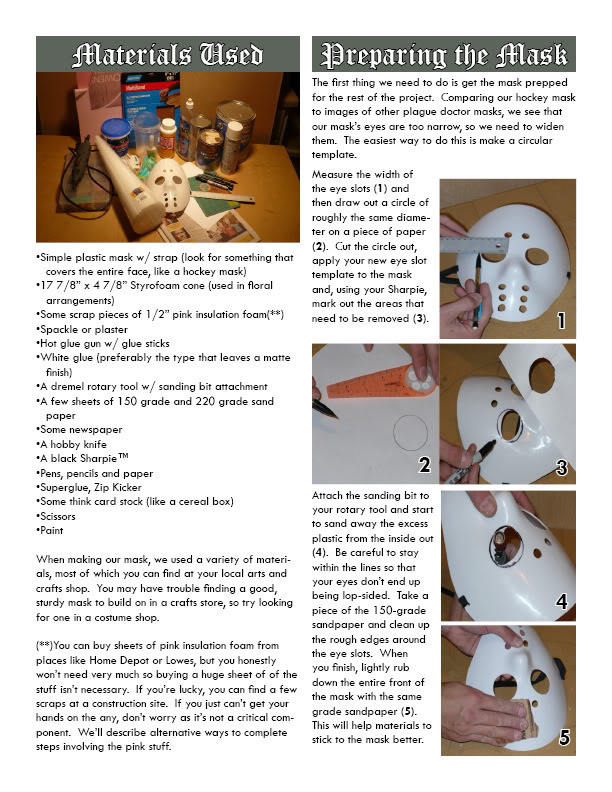 Materials Used
•Simple plastic mask w/ strap (look for something that
covers the entire face, like a hockey mask)
•17 7/8" x 4 7/8" Styrofoam cone (used in floral
arrangements)
•Some scrap pieces of 1/2" pink insulation foam(**)
•Spackle or plaster
•Hot glue gun w/ glue sticks
•White glue (preferably the type that leaves a matte
finish)
•A dremel rotary tool w/ sanding bit attachment
•A few sheets of 150 grade and 220 grade sand
paper
•Some newspaper
•A hobby knife
•A black Sharpie™
•Pens, pencils and paper
•Superglue, Zip Kicker
•Some think card stock (like a cereal box)
•Scissors
•Paint
When making our mask, we used a variety of materi-
als, most of which you can find at your local arts and
crafts shop.  You may have trouble finding a good,
sturdy mask to build on in a crafts store, so try looking
for one in a costume shop.
(**)You can buy sheets of pink insulation foam from
places like Home Depot or Lowes, but you honestly
won't need very much so buying a huge sheet of of the
stuff isn't necessary.  If you're lucky, you can find a few
scraps at a construction site.  If you just can't get your
hands on the any, don't worry as it's not a critical com-
ponent.  We'll describe alternative ways to complete
steps involving the pink stuff.
Preparing the Mask
The first thing we need to do is get the mask prepped
for the rest of the project.  Comparing our hockey mask
to images of other plague doctor masks, we see that
our mask's eyes are too narrow, so we need to widen
them.  The easiest way to do this is make a circular
template.
Measure the width of
the eye slots (1) and
then draw out a circle of
roughly the same diame-
ter on a piece of paper
(2).  Cut the circle out,
apply your new eye slot
template to the mask
and, using your Sharpie,
mark out the areas that
need to be removed (3).
1
2
3
Attach the sanding bit to
your rotary tool and start
to sand away the excess
plastic from the inside out
(4).  Be careful to stay
within the lines so that
your eyes don't end up
being lop-sided.  Take a
piece of the 150-grade
sandpaper and clean up
the rough edges around
the eye slots.  When
you finish, lightly rub
down the entire front of
the mask with the same
grade sandpaper (5).
This will help materials to
stick to the mask better.
4
5